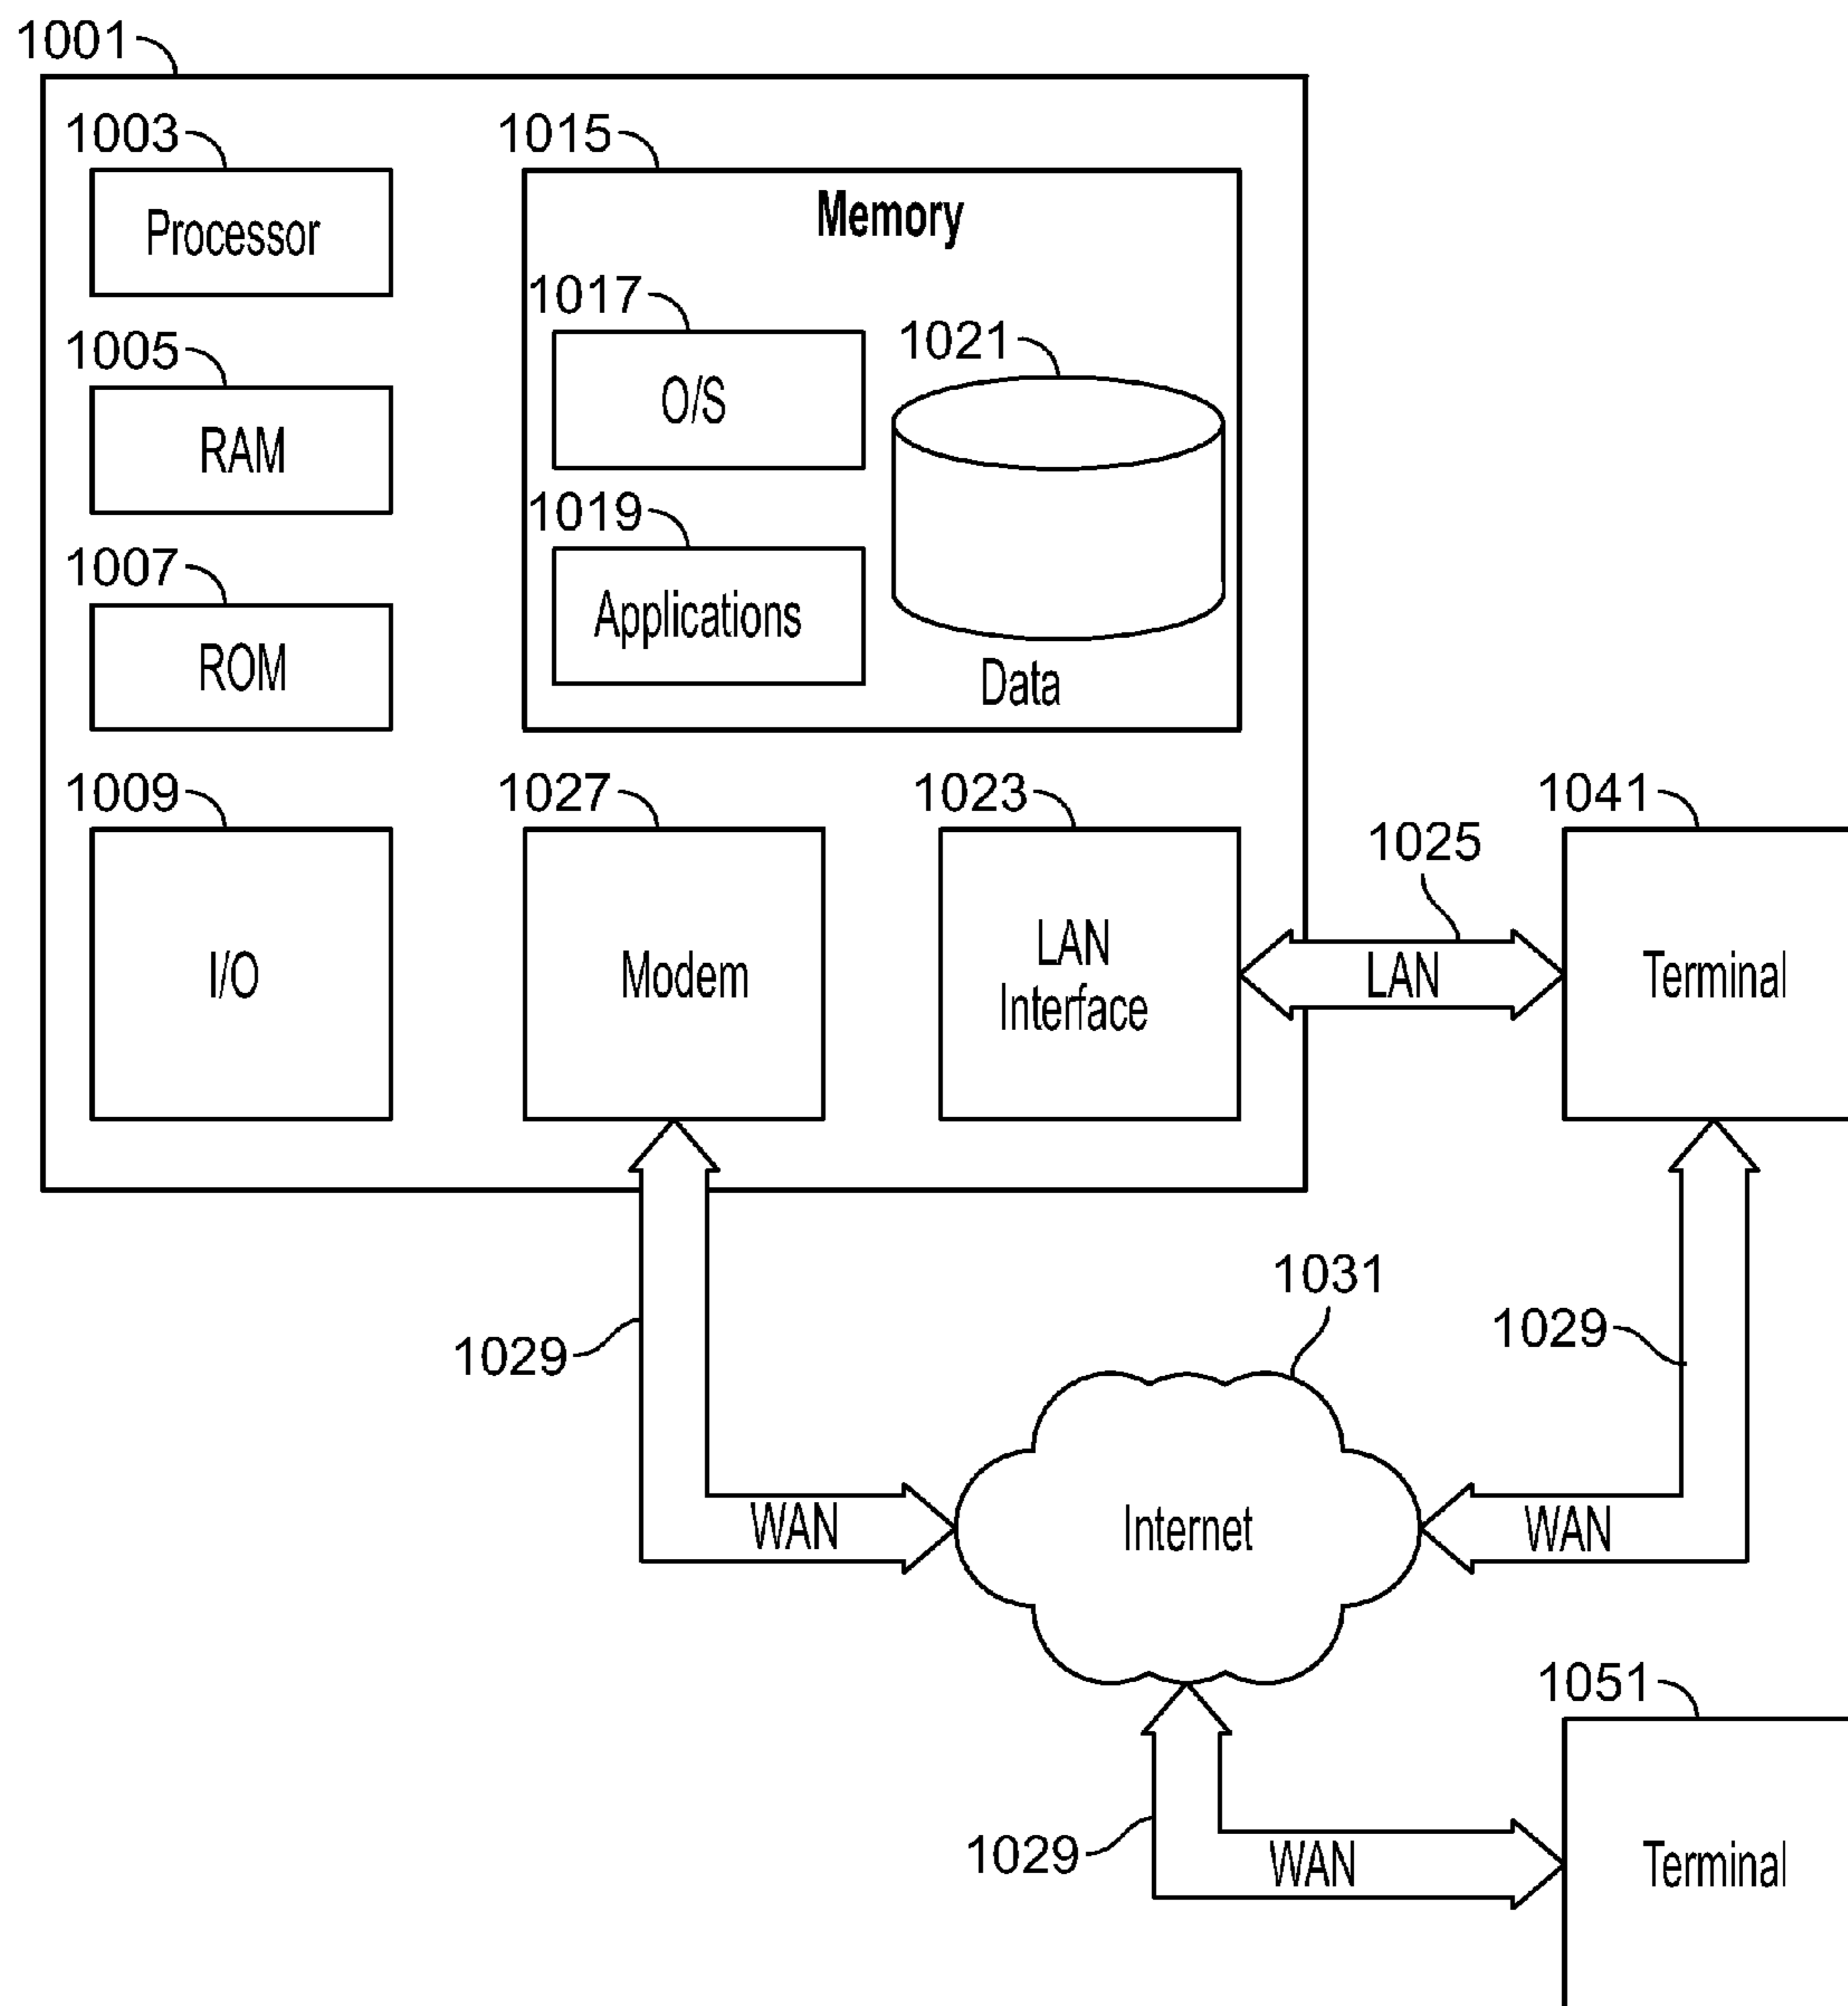 1001
1003
Processor
1005
RAM
1007
ROM
1015
Memory
1017
O/S
1019
Applications
1021
Data
1009
I/O
1027
Modem
1023
LAN
Interface
1025
LAN
1041
Terminal
1029
WAN
1031
Internet
1029
WAN
1029
WAN
1051
Terminal